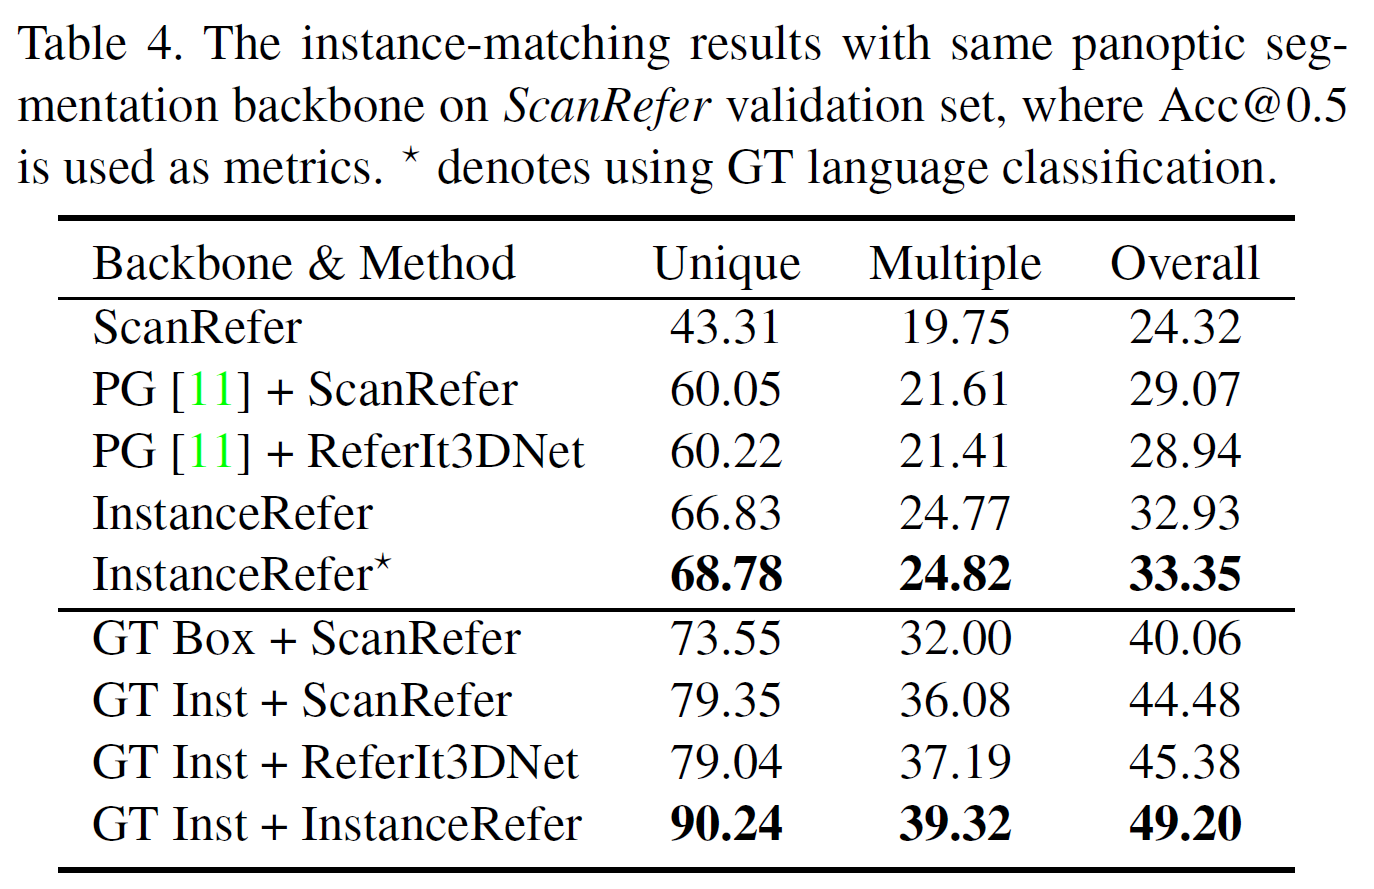 Table 4. The instance-matching results with same panoptic seg-
mentation backbone on ScanRefer validation set, where Acc@0.5
is used as metrics. ⋆ denotes using GT language classification.
Backbone & Method Unique Multiple Overall
ScanRefer 43.31 19.75 24.32
PG [11] + ScanRefer 60.05 21.61 29.07
PG [11] + ReferIt3DNet 60.22 21.41 28.94
InstanceRefer 66.83 24.77 32.93
InstanceRefer⋆ 68.78 24.82 33.35
GT Box + ScanRefer 73.55 32.00 40.06
GT Inst + ScanRefer 79.35 36.08 44.48
GT Inst + ReferIt3DNet 79.04 37.19 45.38
GT Inst + InstanceRefer 90.24 39.32 49.20